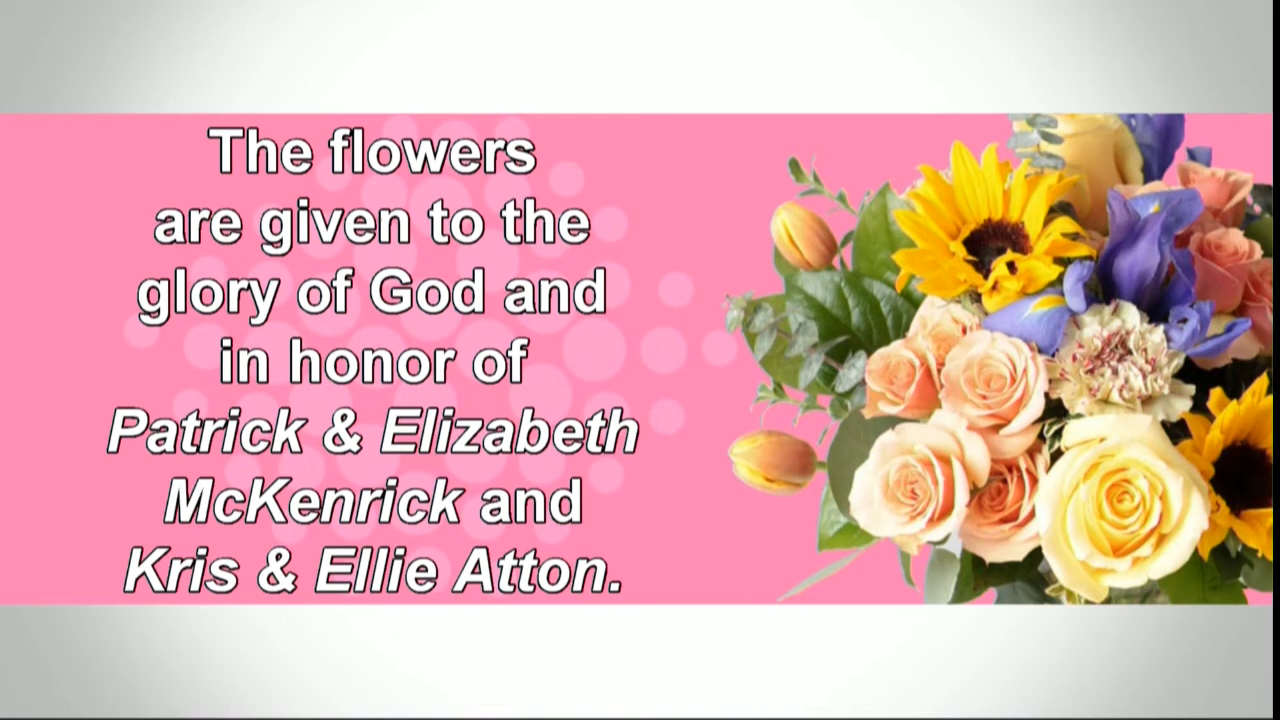 The flowers
are given to the
glory of God and
in honor of
Patrick & Elizabeth
McKenrick and
Kris & Ellie Atton.